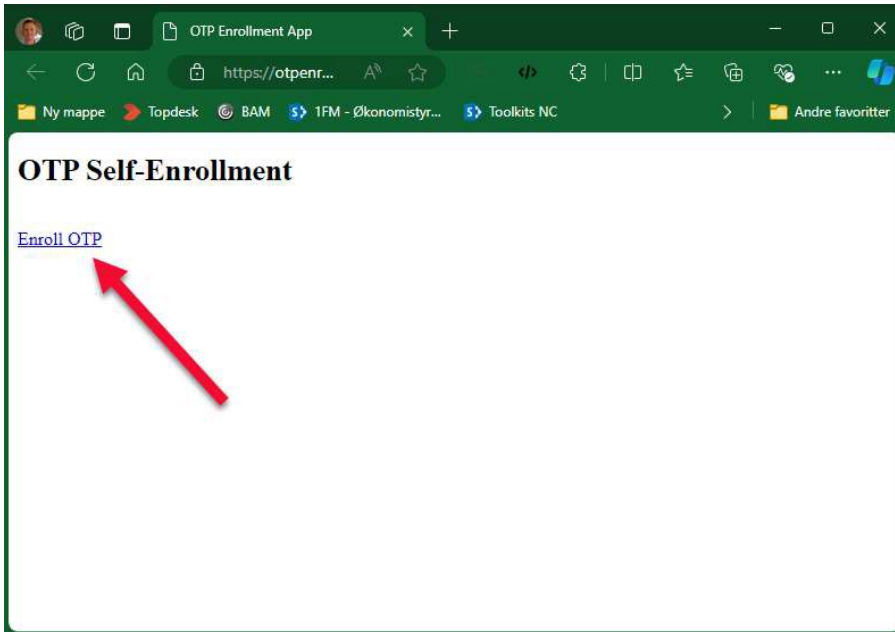 OTP Enrollment App
https://otpenr...
Ny mappe Topdesk BAM 1FM - Økonomistyr... Toolkits NC Andre favoritter
OTP Self-Enrollment
Enroll OTP